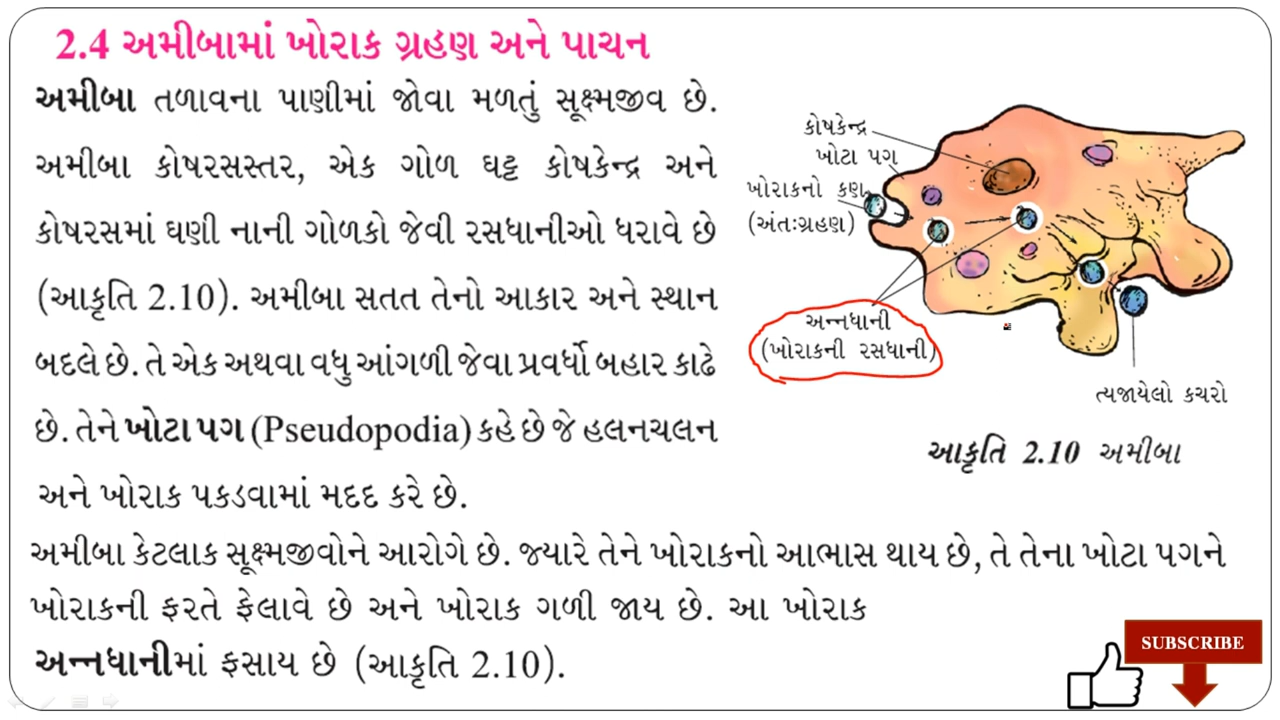 2.4 અમીબામાં ખોરાક ગ્રહણ અને પાચન
અમીબા તળાવના પાણીમાં જોવા મળતું સૂક્ષ્મજીવ છે.
અમીબા કોષરસસ્તર, એક ગોળ ઘટ્ટ કોષકેન્દ્ર અને
કોષરસમાં ઘણી નાની ગોળકો જેવી રસધાનીઓ ધરાવે છે
(આકૃતિ 2.10). અમીબા સતત તેનો આકાર અને સ્થાન
બદલે છે. તે એક અથવા વધુ આંગળી જેવા પ્રવર્ધો બહાર કાઢે
છે. તેને ખોટા પગ (Pseudopodia) કહે છે જે હલનચલન
અને ખોરાક પકડવામાં મદદ કરે છે.
કોષકેન્દ્ર
ખોટા પગ
ખોરાકનો કણ
(અંતઃગ્રહણ)
અન્નધાની
(ખોરાકની રસધાની)
ત્યજાયેલો કચરો
આકૃતિ 2.10 અમીબા
અમીબા કેટલાક સૂક્ષ્મજીવોને આરોગે છે. જ્યારે તેને ખોરાકનો આભાસ થાય છે, તે તેના ખોટા પગને
ખોરાકની ફરતે ફેલાવે છે અને ખોરાક ગળી જાય છે. આ ખોરાક
અન્નધાનીમાં ફસાય છે (આકૃતિ 2.10).
SUBSCRIBE